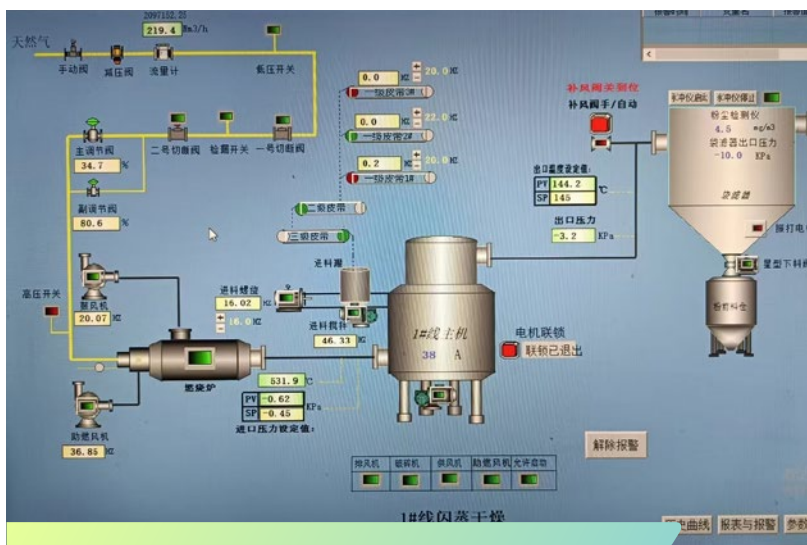 2097152.25
219.4 Nm3/h
天然气
手动阀
减压阀
流量计
低压开关
主调节阀
34.7 %
二号切断阀
检漏开关
一号切断阀
副调节阀
80.6 %
0.0 HZ + - 20.0 HZ
一级皮带3#
0.0 HZ + - 22.0 HZ
一级皮带2#
0.2 HZ + - 20.0 HZ
一级皮带1#
二级皮带
三级皮带
补风阀关到位
补风阀手/自动
出口温度设定值:
PV 144.2 ℃
SP 145
出口压力
-3.2 KPa
<
脉冲仪启动
脉冲仪停止
粉尘检测仪
4.5 mg/m3
袋滤器出口压力
-10.0 KPa
袋滤器
振打电
星型下料阀
粉料料仓
高压开关
鼓风机
20.07 HZ
燃烧炉
助燃风机
36.85 HZ
进料螺旋
16.02 HZ
+ - 16.0 HZ
进料罐
进料搅拌
46.33 HZ
531.9 ℃
PV -0.62 KPa
SP -0.45
进口压力设定值:
1#线主机
38 A
电机联锁
联锁已退出
解除报警
排风机
破碎机
供风机
助燃风机
允许启动
1#线闪蒸干燥
历史曲线
报表与报警
参数